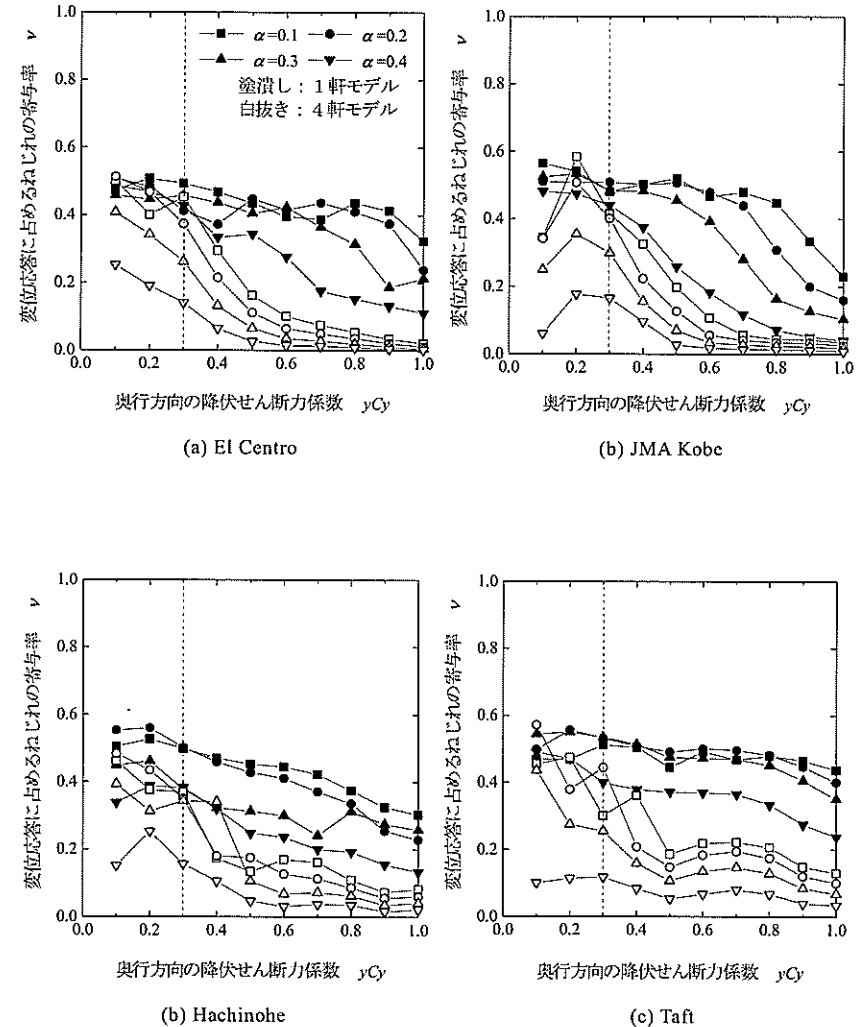 1.0
0.8
0.6
0.4
0.2
0.0
変位応答に占めるねじれの寄与率 ν
α=0.1 α=0.2
α=0.3 α=0.4
塗潰し：１軒モデル
白抜き：４軒モデル
0.0 0.2 0.4 0.6 0.8 1.0
奥行方向の降伏せん断力係数 yCy
(a) El Centro
1.0
0.8
0.6
0.4
0.2
0.0
変位応答に占めるねじれの寄与率 ν
0.0 0.2 0.4 0.6 0.8 1.0
奥行方向の降伏せん断力係数 yCy
(b) JMA Kobe
1.0
0.8
0.6
0.4
0.2
0.0
変位応答に占めるねじれの寄与率 ν
0.0 0.2 0.4 0.6 0.8 1.0
奥行方向の降伏せん断力係数 yCy
(b) Hachinohe
1.0
0.8
0.6
0.4
0.2
0.0
変位応答に占めるねじれの寄与率 ν
0.0 0.2 0.4 0.6 0.8 1.0
奥行方向の降伏せん断力係数 yCy
(c) Taft